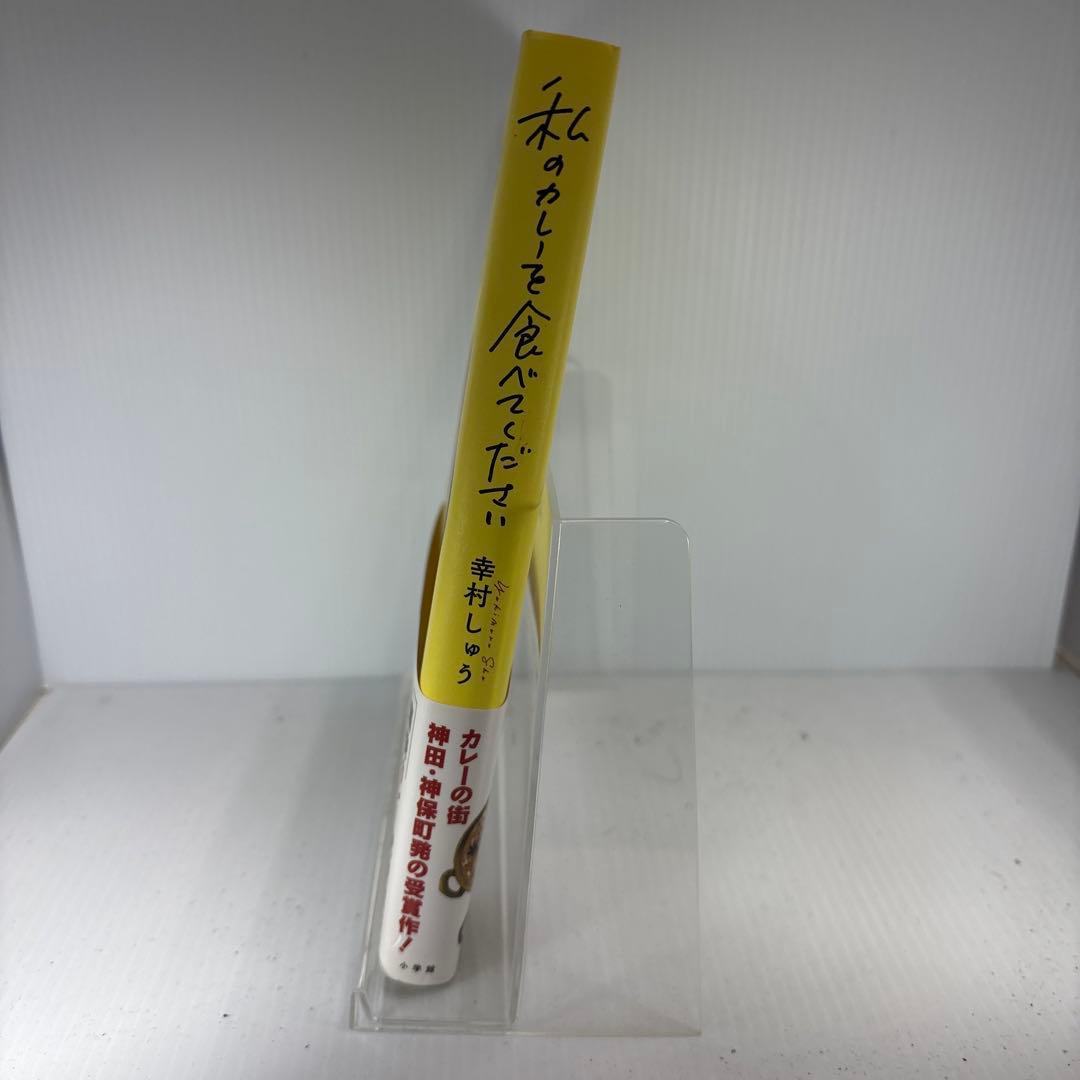 私のカレーを食べてください
幸村しゅう
Yukimura Shu
カレーの街
神田・神保町発の受賞作!
小学館